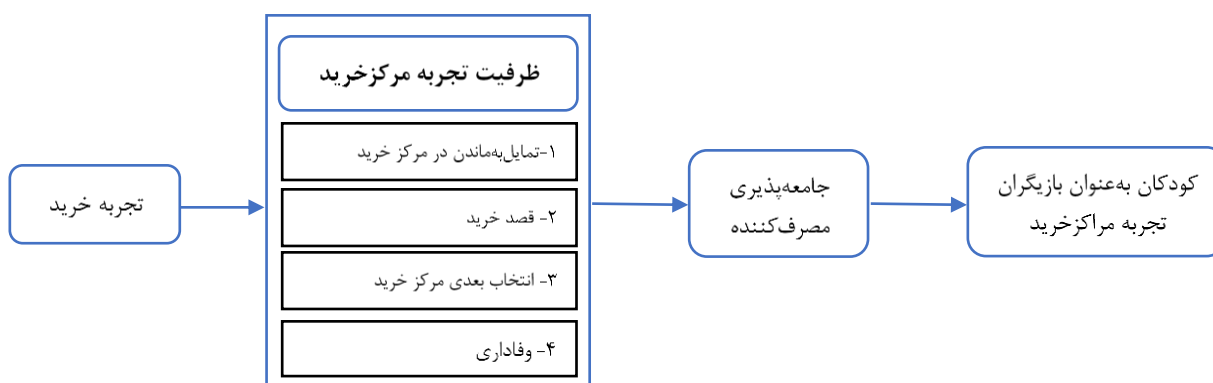 ظرفیت تجربه مرکزخرید
۱-تمایل‌به‌ماندن در مرکز خرید
۲- قصد خرید
۳- انتخاب بعدی مرکز خرید
۴- وفاداری
تجربه خرید
جامعه‌پذیری
مصرف‌کننده
کودکان به‌عنوان بازیگران
تجربه مراکزخرید